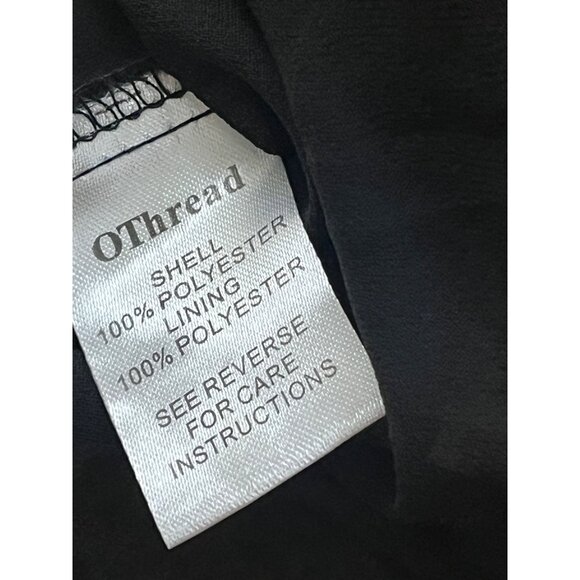 OThread
SHELL
100% POLYESTER
LINING
100% POLYESTER
SEE REVERSE
FOR CARE
INSTRUCTIONS